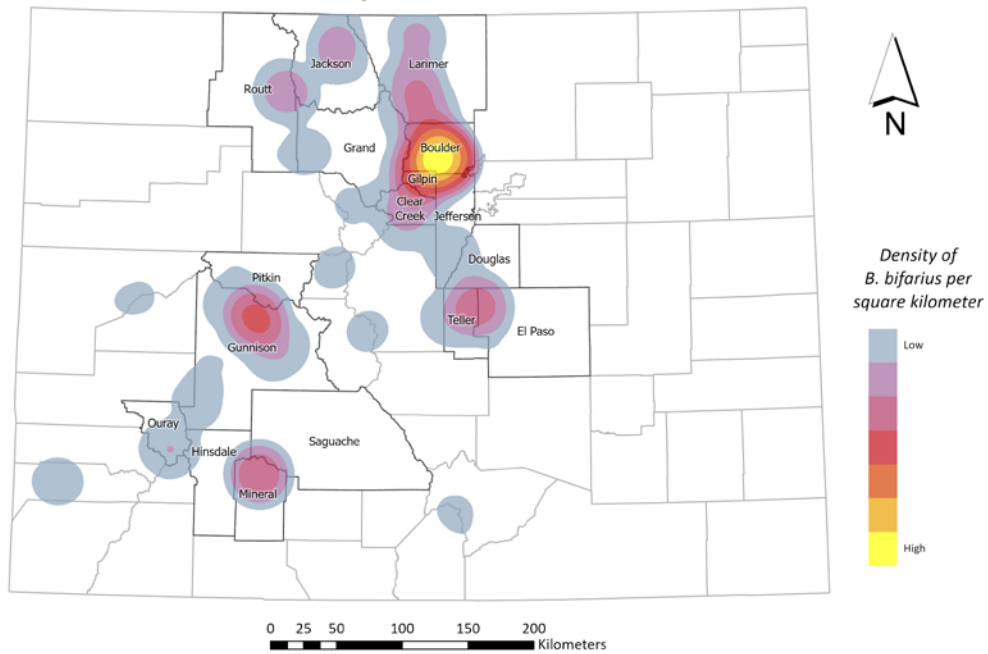 Jackson
Larimer
Routt
N
Grand
Boulder
Gilpin
Clear
Creek
Jefferson
Douglas
Pitkin
Teller
El Paso
Gunnison
Ouray
Hinsdale
Saguache
Mineral
Density of
B. bifarius per
square kilometer
Low
High
0 25 50 100 150 200
Kilometers